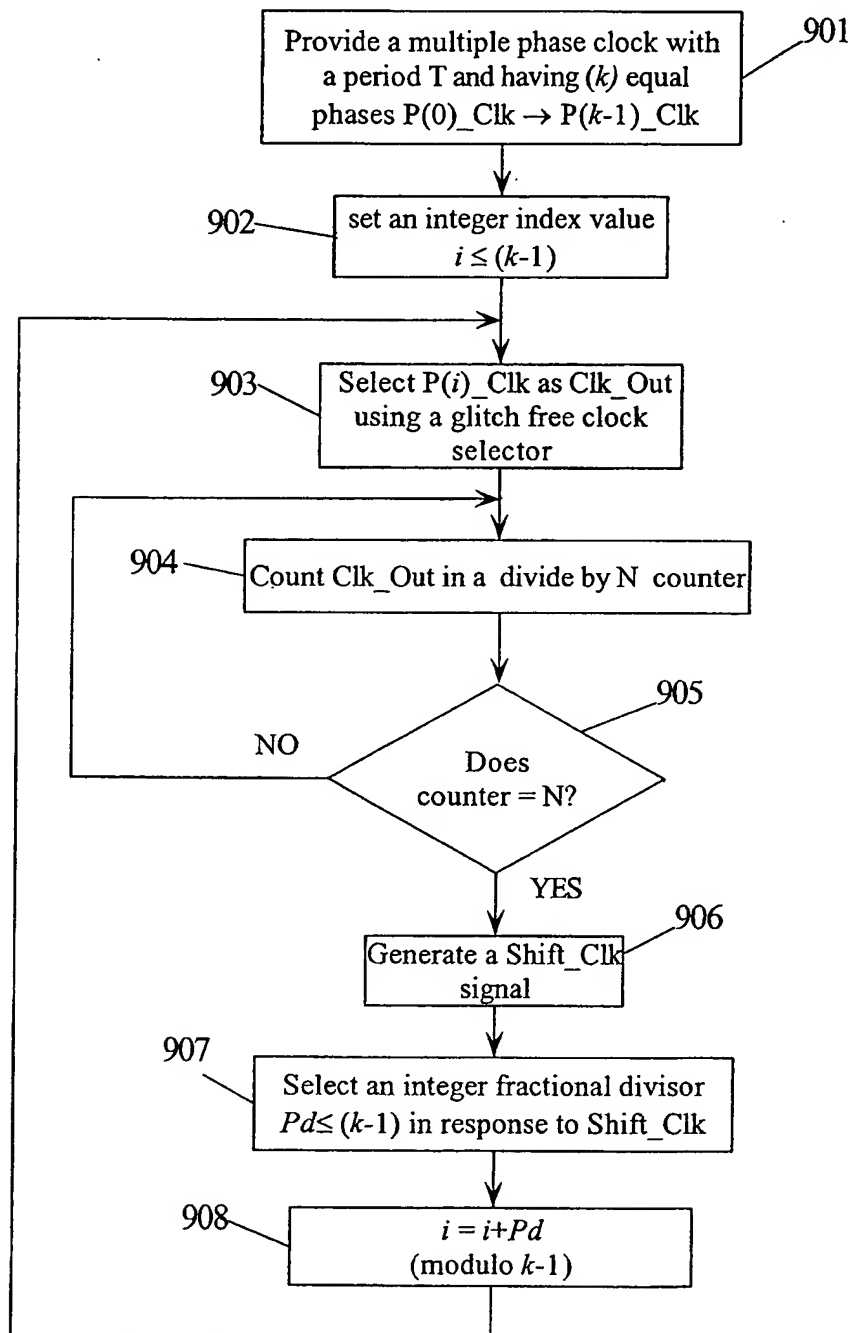 901
Provide a multiple phase clock with
a period T and having (k) equal
phases P(0)_Clk → P(k-1)_Clk
902
set an integer index value
i ≤ (k-1)
903
Select P(i)_Clk as Clk_Out
using a glitch free clock
selector
904
Count Clk_Out in a divide by N counter
905
NO
Does
counter = N?
YES
906
Generate a Shift_Clk
signal
907
Select an integer fractional divisor
Pd≤ (k-1) in response to Shift_Clk
908
i = i+Pd
(modulo k-1)